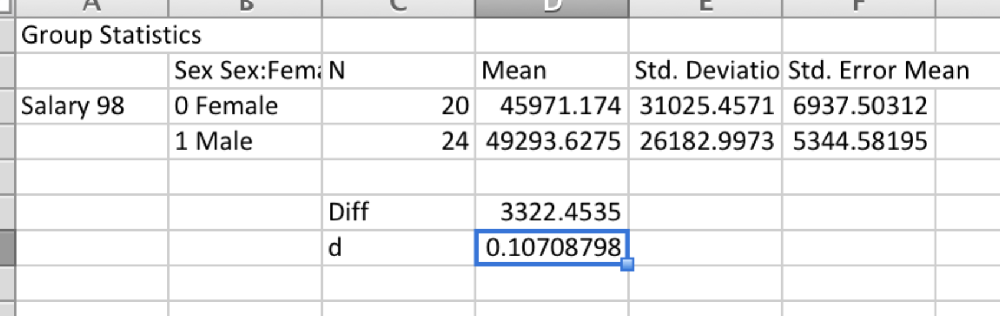 A B C D E F
Group Statistics
Sex Sex:Fema N Mean Std. Deviatio Std. Error Mean
Salary 98 0 Female 20 45971.174 31025.4571 6937.50312
1 Male 24 49293.6275 26182.9973 5344.58195
Diff 3322.4535
d 0.10708798